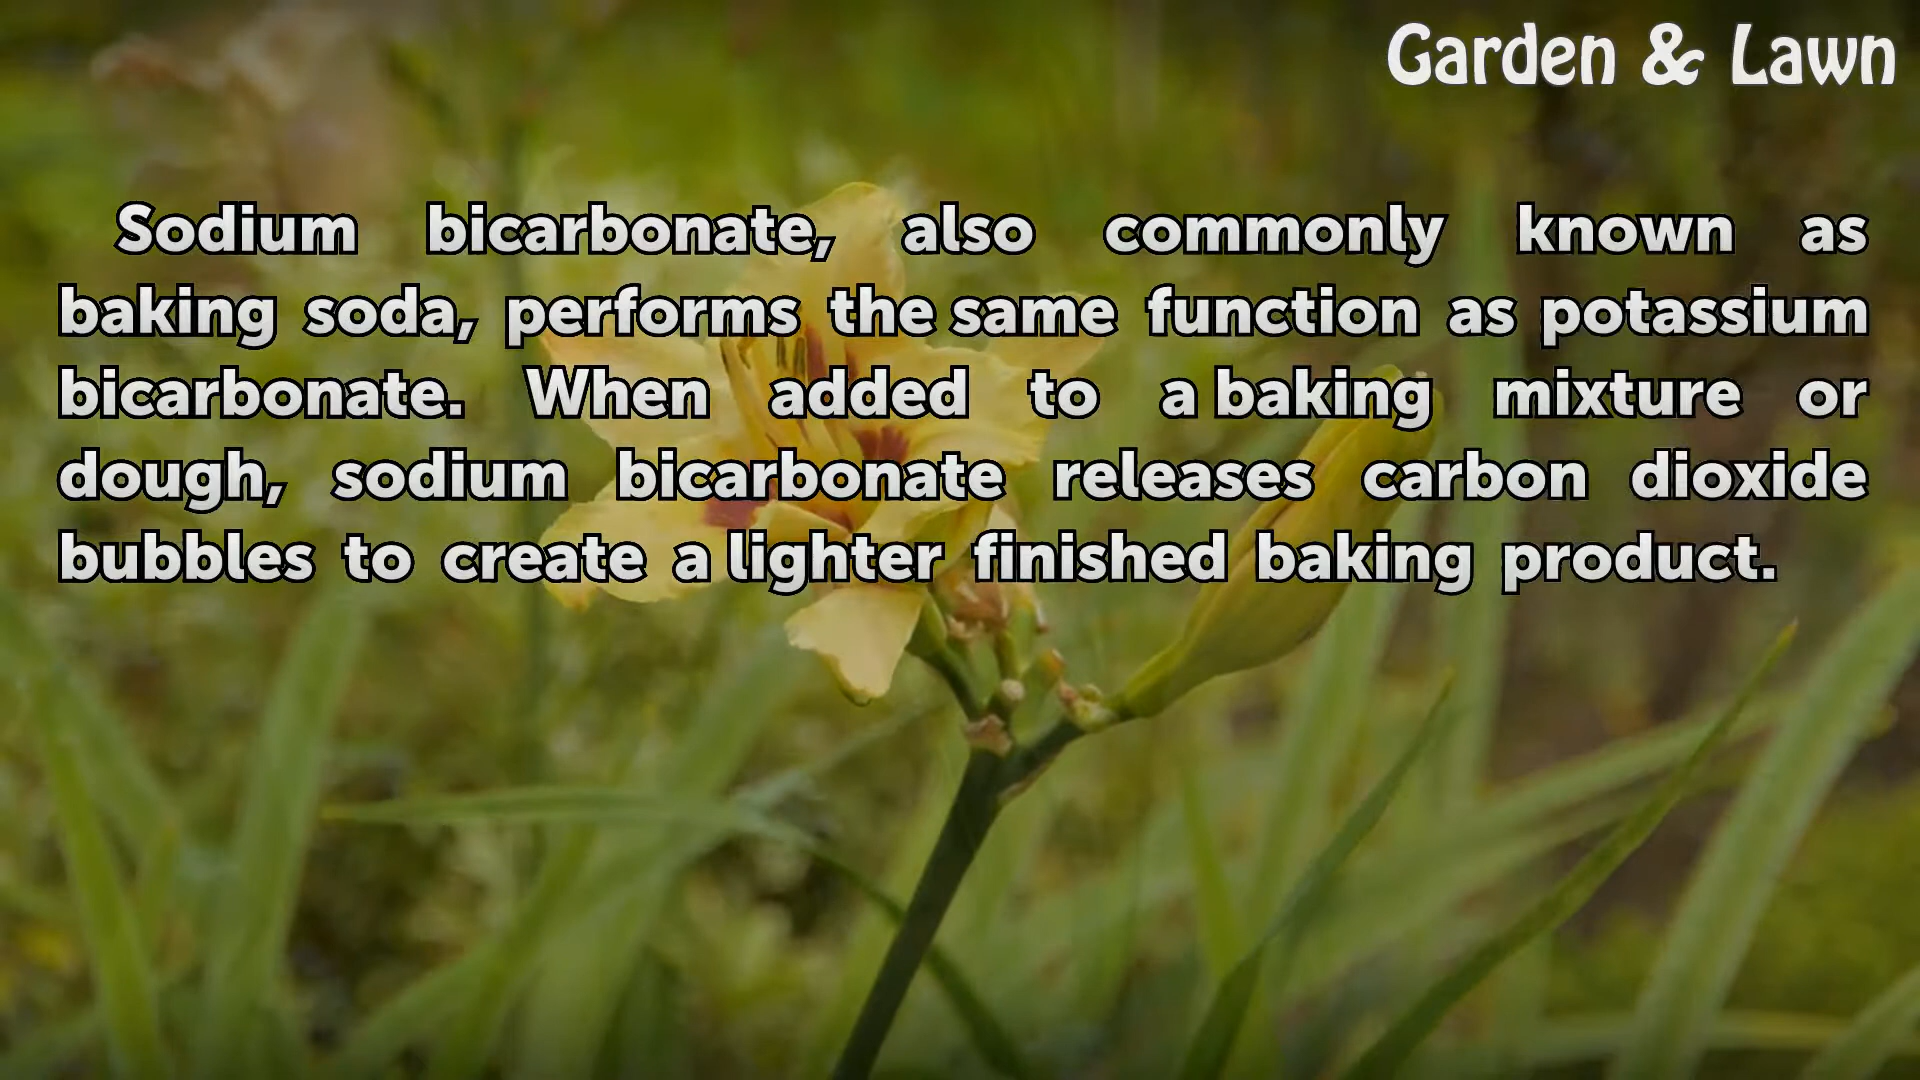 Garden & Lawn
Sodium bicarbonate, also commonly known as
baking soda, performs the same function as potassium
bicarbonate. When added to a baking mixture or
dough, sodium bicarbonate releases carbon dioxide
bubbles to create a lighter finished baking product.